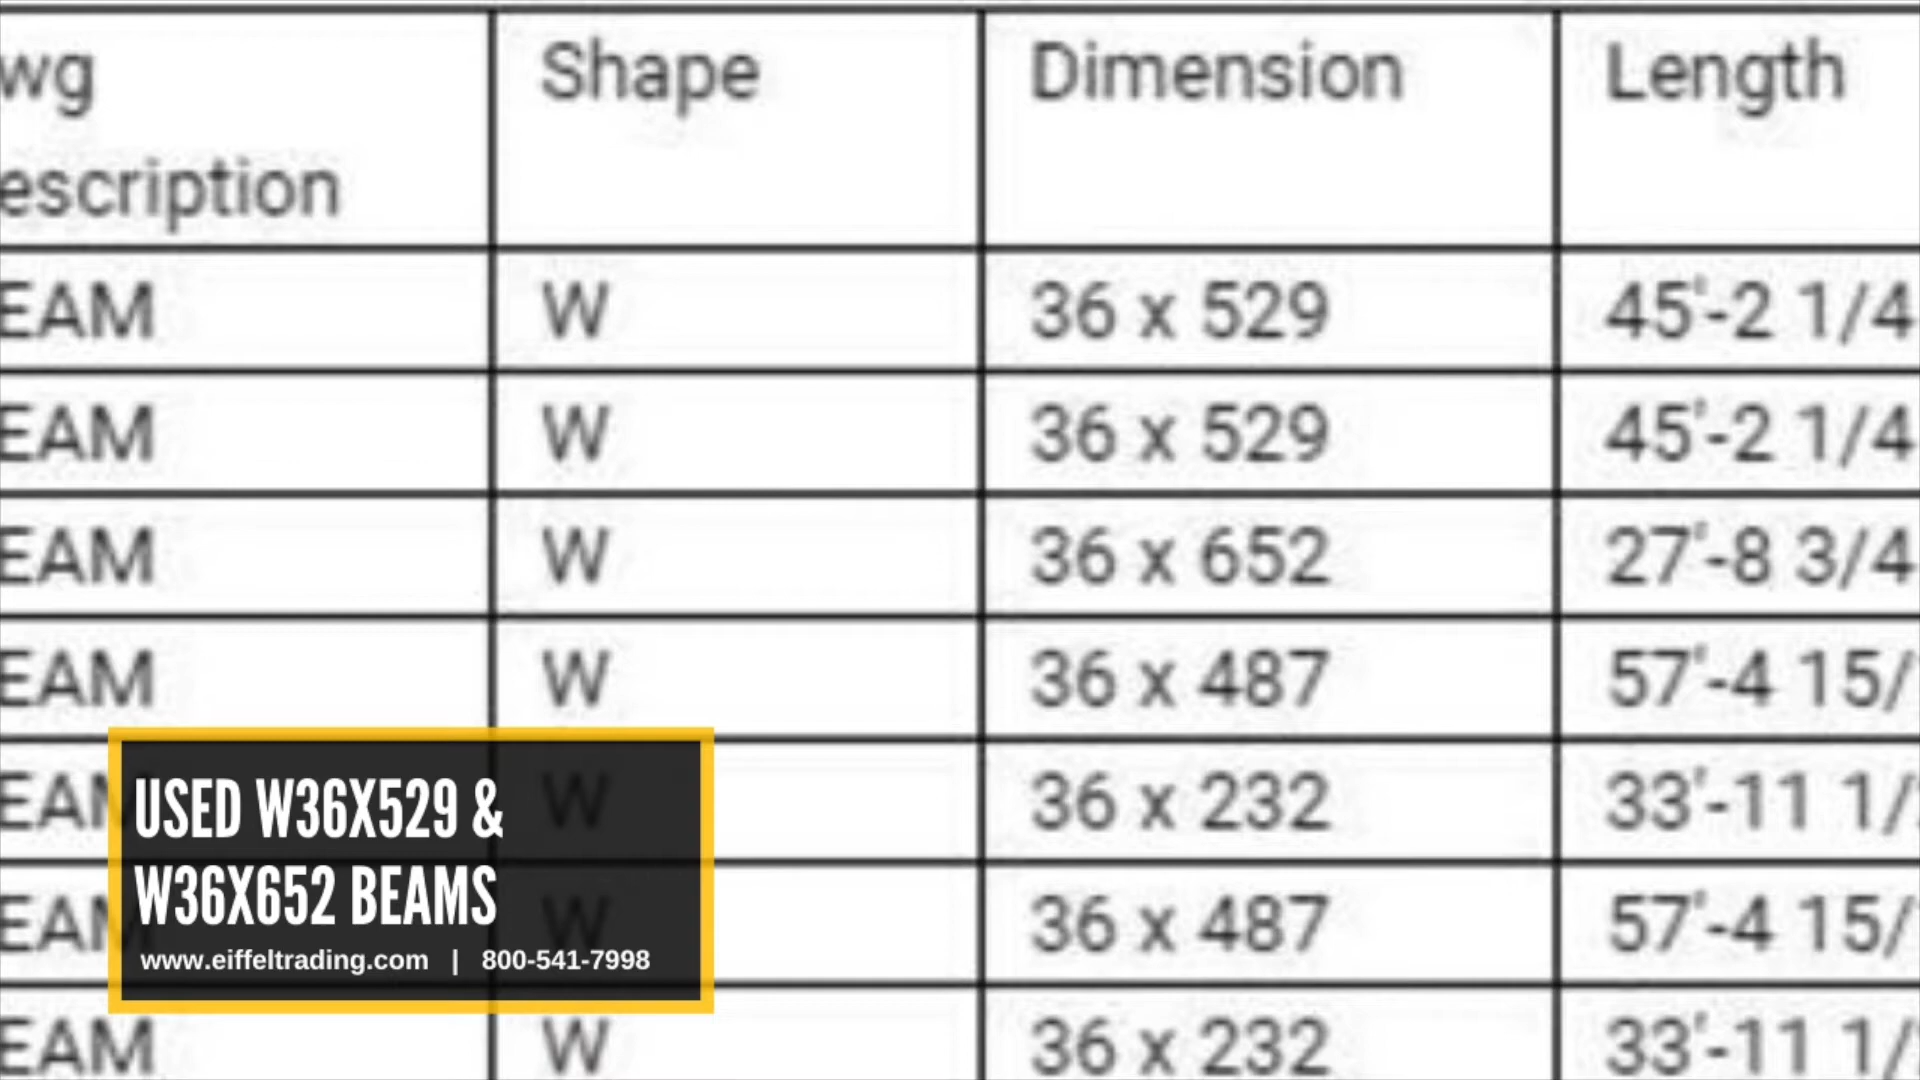 wg Shape Dimension Length
escription
EAM W 36 x 529 45'-2 1/4
EAM W 36 x 529 45'-2 1/4
EAM W 36 x 652 27'-8 3/4
EAM W 36 x 487 57'-4 15/
EAM W 36 x 232 33'-11 1/
EAM W 36 x 487 57'-4 15/
EAM W 36 x 232 33'-11 1/
USED W36X529 &
W36X652 BEAMS
www.eiffeltrading.com | 800-541-7998